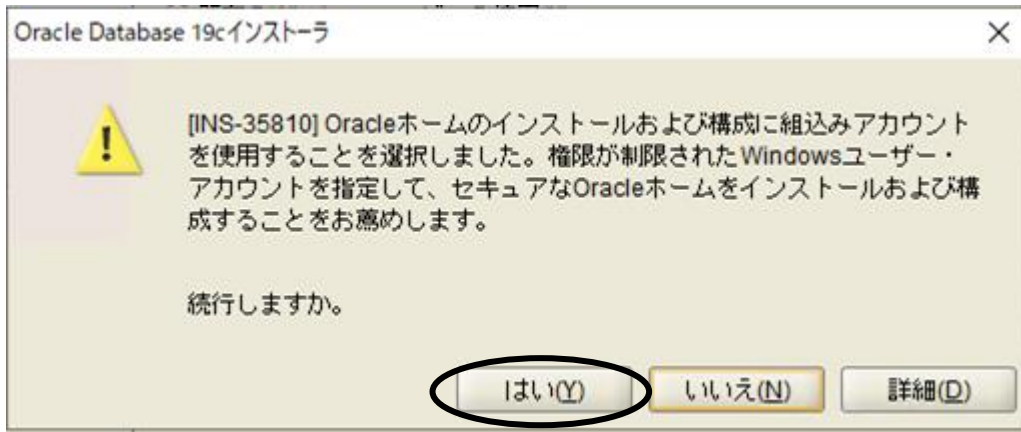 Oracle Database 19cインストーラ
[INS-35810] Oracleホームのインストールおよび構成に組込みアカウント
を使用することを選択しました。権限が制限されたWindowsユーザー・
アカウントを指定して、セキュアなOracleホームをインストールおよび構
成することをお薦めします。
続行しますか。
はい(Y) いいえ(N) 詳細(D)